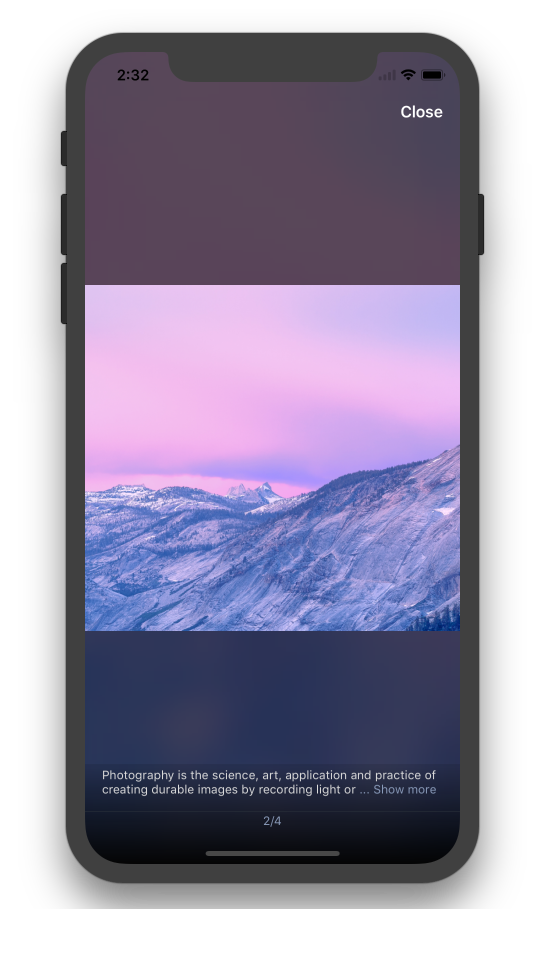 2:32
Close
Photography is the science, art, application and practice of
creating durable images by recording light or ... Show more
2/4